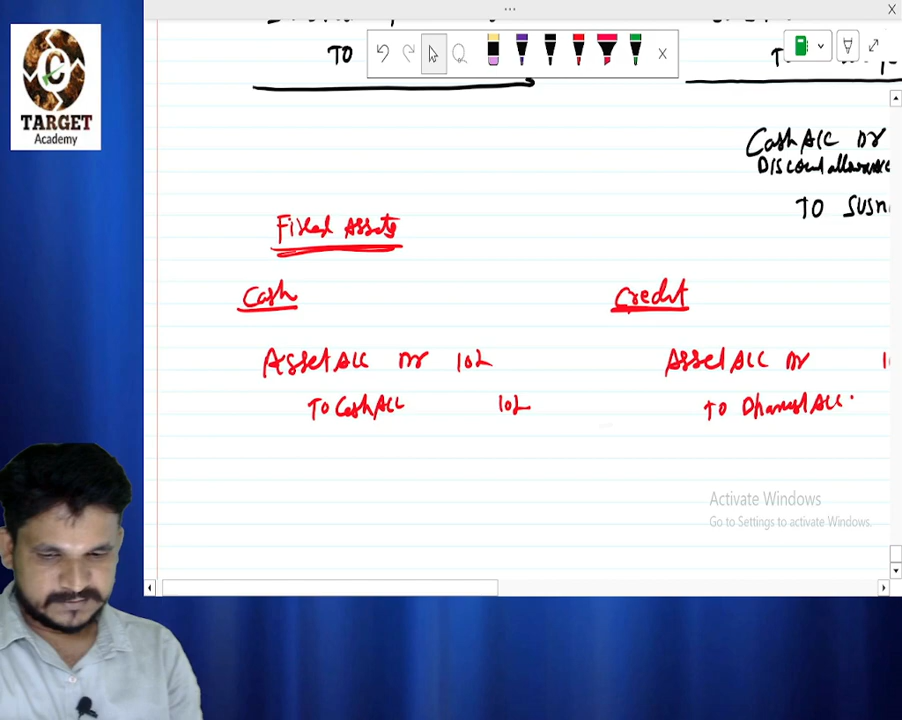 TARGET
Academy
TO
Cash A/C Dr
Discount allow A/C
TO SUSP
Fixed Assets
Cash
Credit
Asset A/C Dr 10L
To Cash A/C 10L
Asset A/C Dr
TO Dhanush A/C
Activate Windows
Go to Settings to activate Windows.